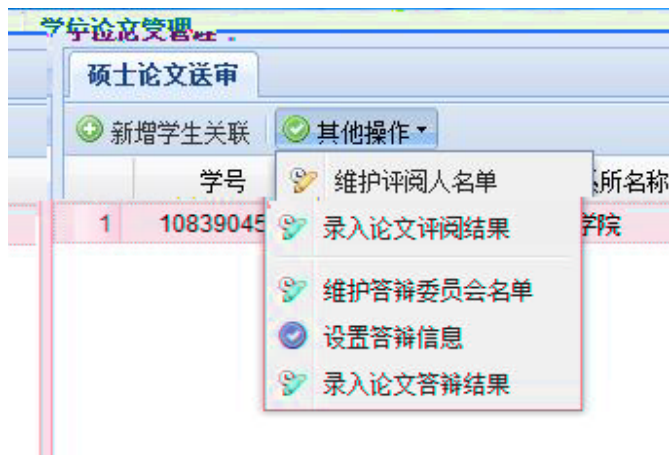 学位论文管理
硕士论文送审
新增学生关联 其他操作
学号 维护评阅人名单 所名称
1 10839045 录入论文评阅结果 学院
维护答辩委员会名单
设置答辩信息
录入论文答辩结果